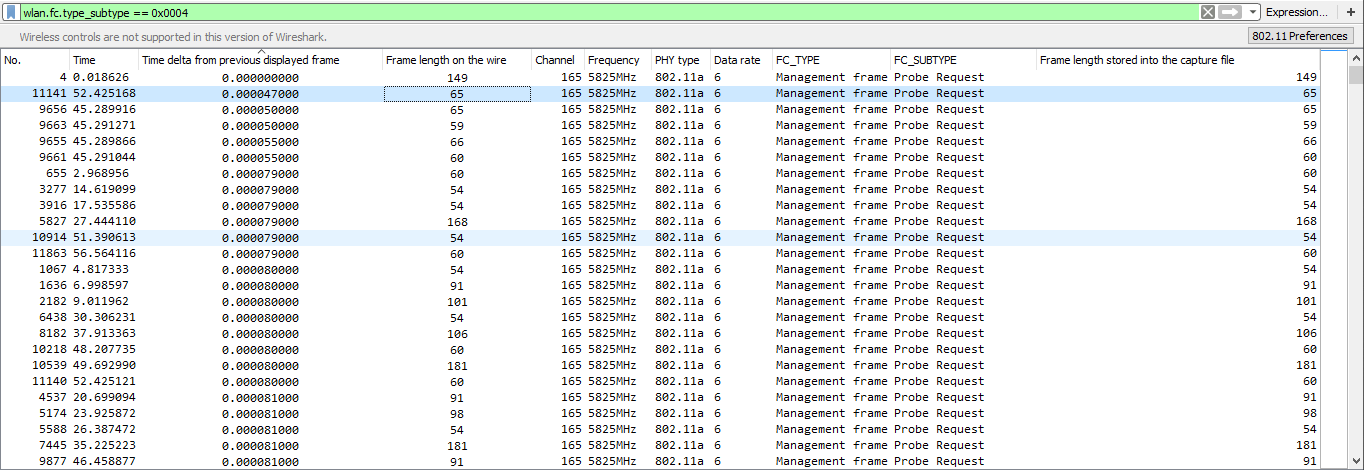 wlan.fc.type_subtype == 0x0004 Expression... +
Wireless controls are not supported in this version of Wireshark. 802.11 Preferences
No. Time Time delta from previous displayed frame Frame length on the wire Channel Frequency PHY type Data rate FC_TYPE FC_SUBTYPE Frame length stored into the capture file
4 0.018626 0.000000000 149 165 5825MHz 802.11a 6 Management frame Probe Request 149
11141 52.425168 0.000047000 65 165 5825MHz 802.11a 6 Management frame Probe Request 65
9656 45.289916 0.000050000 65 165 5825MHz 802.11a 6 Management frame Probe Request 65
9663 45.291271 0.000050000 59 165 5825MHz 802.11a 6 Management frame Probe Request 59
9655 45.289866 0.000055000 66 165 5825MHz 802.11a 6 Management frame Probe Request 66
9661 45.291044 0.000055000 60 165 5825MHz 802.11a 6 Management frame Probe Request 60
655 2.968956 0.000079000 60 165 5825MHz 802.11a 6 Management frame Probe Request 60
3277 14.619099 0.000079000 54 165 5825MHz 802.11a 6 Management frame Probe Request 54
3916 17.535586 0.000079000 54 165 5825MHz 802.11a 6 Management frame Probe Request 54
5827 27.444110 0.000079000 168 165 5825MHz 802.11a 6 Management frame Probe Request 168
10914 51.390613 0.000079000 54 165 5825MHz 802.11a 6 Management frame Probe Request 54
11863 56.564116 0.000079000 60 165 5825MHz 802.11a 6 Management frame Probe Request 60
1067 4.817333 0.000080000 54 165 5825MHz 802.11a 6 Management frame Probe Request 54
1636 6.998597 0.000080000 91 165 5825MHz 802.11a 6 Management frame Probe Request 91
2182 9.011962 0.000080000 101 165 5825MHz 802.11a 6 Management frame Probe Request 101
6438 30.306231 0.000080000 54 165 5825MHz 802.11a 6 Management frame Probe Request 54
8182 37.913363 0.000080000 106 165 5825MHz 802.11a 6 Management frame Probe Request 106
10218 48.207735 0.000080000 60 165 5825MHz 802.11a 6 Management frame Probe Request 60
10539 49.692990 0.000080000 181 165 5825MHz 802.11a 6 Management frame Probe Request 181
11140 52.425121 0.000080000 60 165 5825MHz 802.11a 6 Management frame Probe Request 60
4537 20.699094 0.000081000 91 165 5825MHz 802.11a 6 Management frame Probe Request 91
5174 23.925872 0.000081000 98 165 5825MHz 802.11a 6 Management frame Probe Request 98
5588 26.387472 0.000081000 54 165 5825MHz 802.11a 6 Management frame Probe Request 54
7445 35.225223 0.000081000 181 165 5825MHz 802.11a 6 Management frame Probe Request 181
9877 46.458877 0.000081000 91 165 5825MHz 802.11a 6 Management frame Probe Request 91